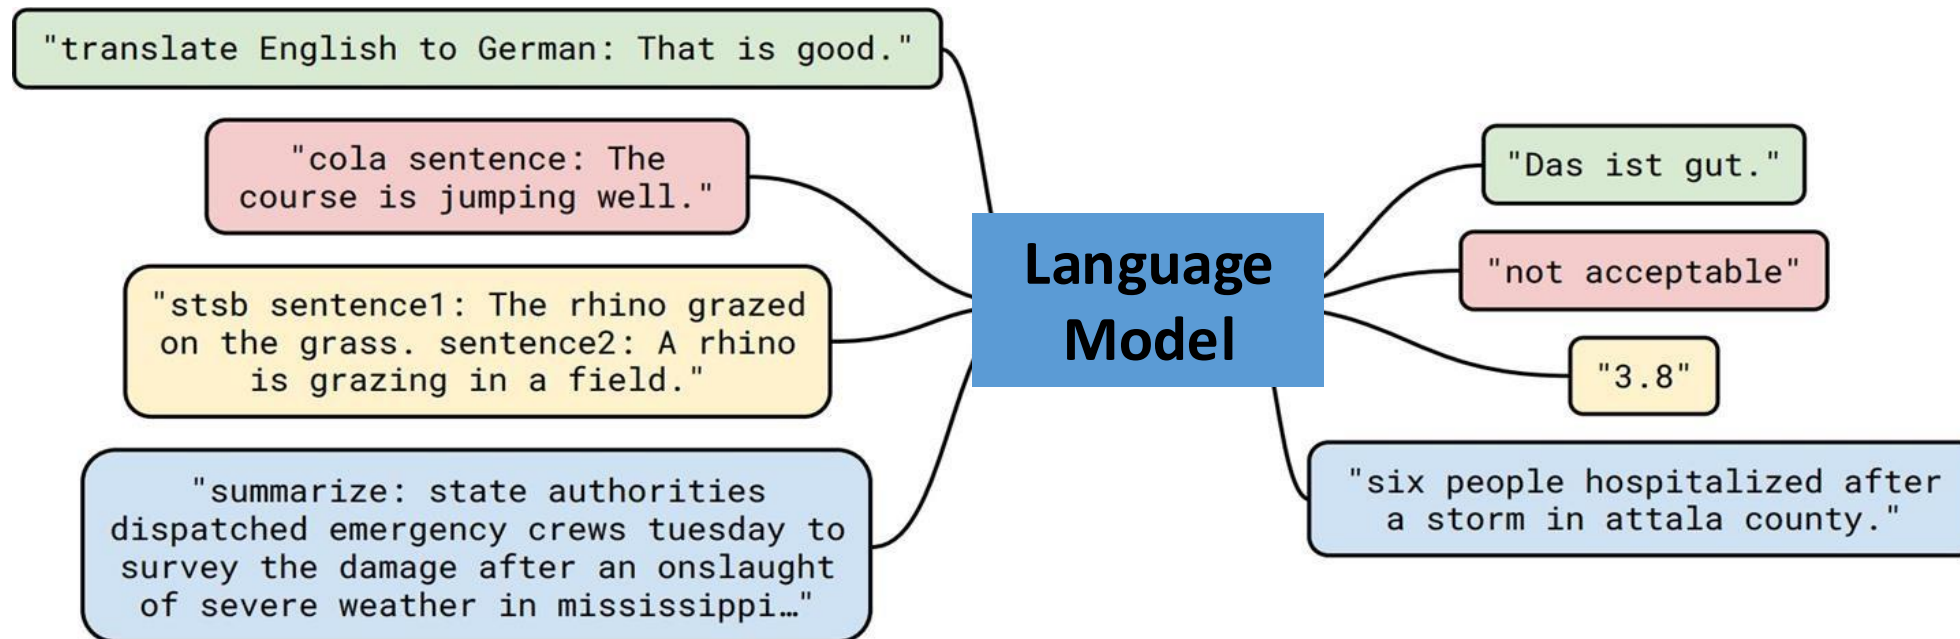 "translate English to German: That is good."
"cola sentence: The
course is jumping well."
"stsb sentence1: The rhino grazed
on the grass. sentence2: A rhino
is grazing in a field."
"summarize: state authorities
dispatched emergency crews tuesday to
survey the damage after an onslaught
of severe weather in mississippi…"
Language
Model
"Das ist gut."
"not acceptable"
"3.8"
"six people hospitalized after
a storm in attala county."